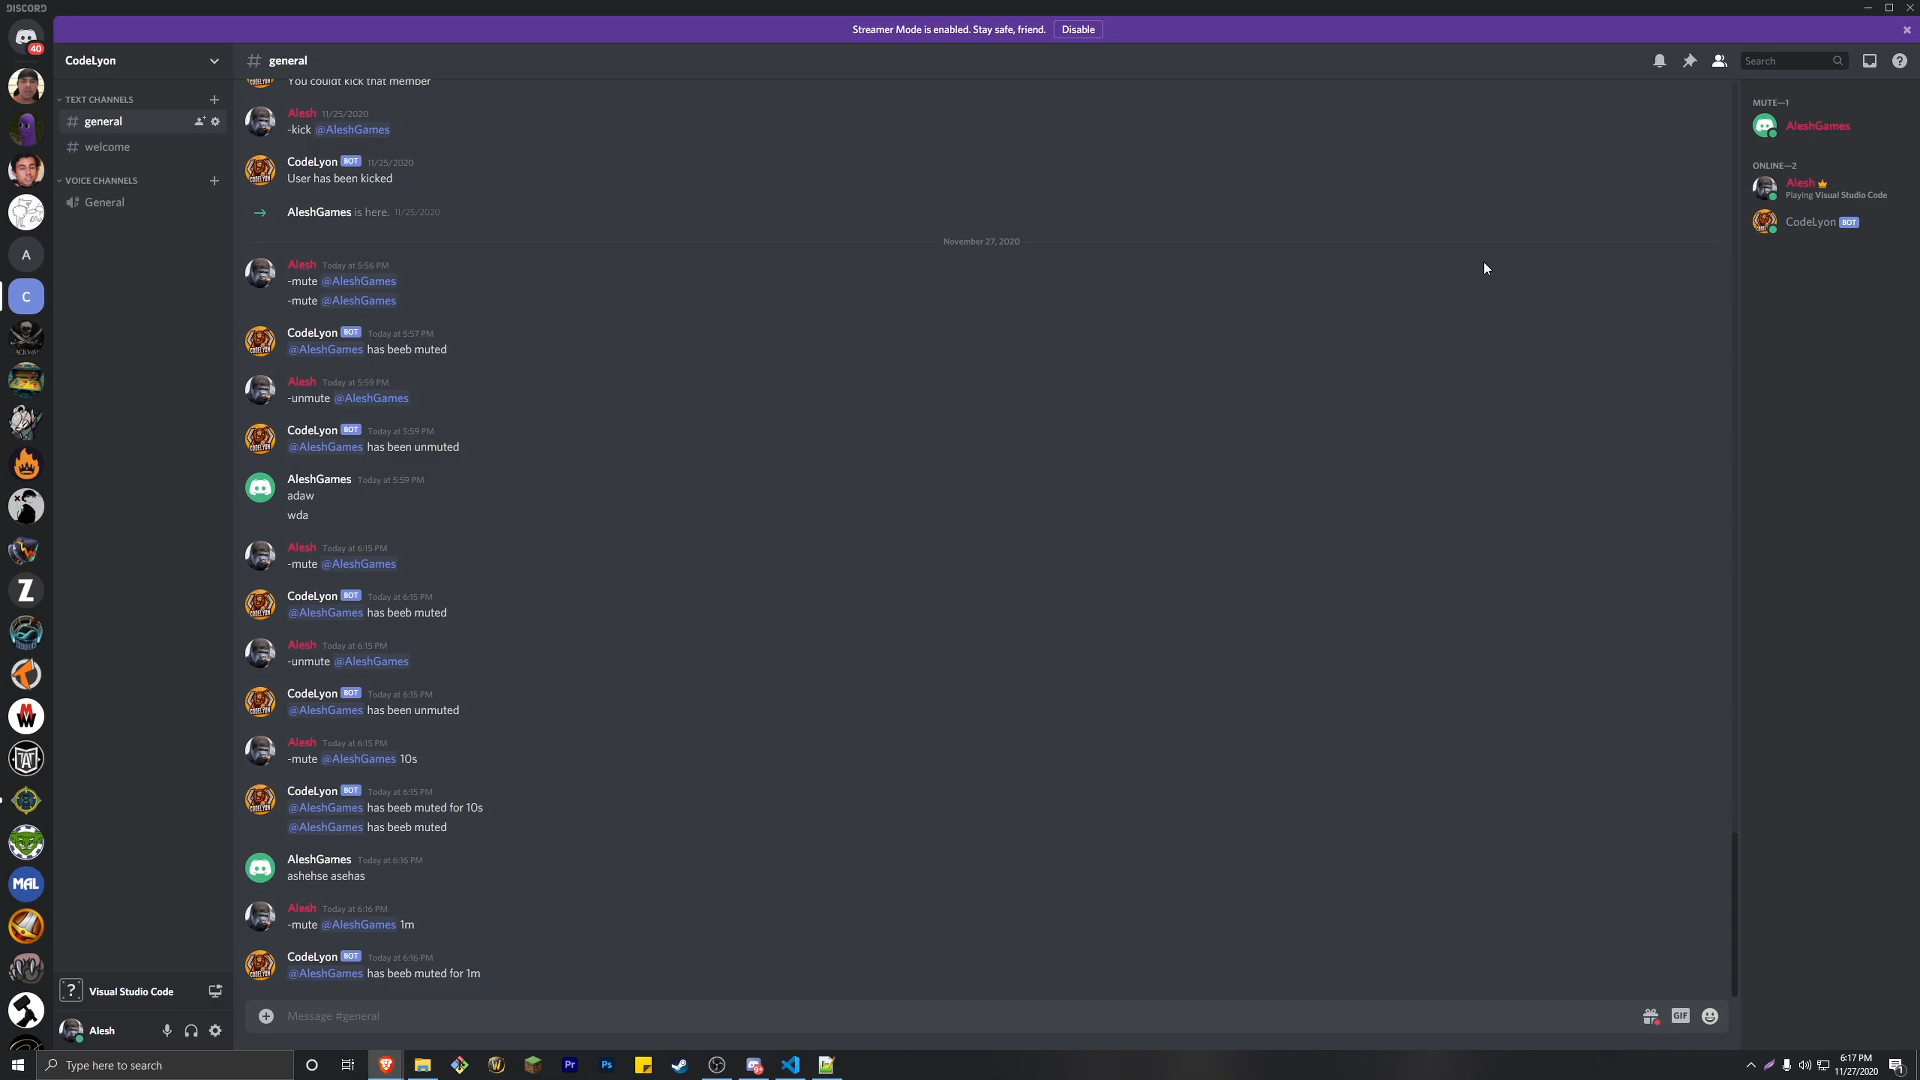 DISCORD
Streamer Mode is enabled. Stay safe, friend. Disable
40
CodeLyon
TEXT CHANNELS
general
welcome
VOICE CHANNELS
General
A
C
Z
MAL
Visual Studio Code
Alesh
general
Search
You couldt kick that member
Alesh 11/25/2020
-kick @AleshGames
CodeLyon BOT 11/25/2020
User has been kicked
AleshGames is here. 11/25/2020
November 27, 2020
Alesh Today at 5:56 PM
-mute @AleshGames
-mute @AleshGames
CodeLyon BOT Today at 5:57 PM
@AleshGames has beeb muted
Alesh Today at 5:59 PM
-unmute @AleshGames
CodeLyon BOT Today at 5:59 PM
@AleshGames has been unmuted
AleshGames Today at 5:59 PM
adaw
wda
Alesh Today at 6:15 PM
-mute @AleshGames
CodeLyon BOT Today at 6:15 PM
@AleshGames has beeb muted
Alesh Today at 6:15 PM
-unmute @AleshGames
CodeLyon BOT Today at 6:15 PM
@AleshGames has been unmuted
Alesh Today at 6:15 PM
-mute @AleshGames 10s
CodeLyon BOT Today at 6:15 PM
@AleshGames has beeb muted for 10s
@AleshGames has beeb muted
AleshGames Today at 6:16 PM
ashehse asehas
Alesh Today at 6:16 PM
-mute @AleshGames 1m
CodeLyon BOT Today at 6:16 PM
@AleshGames has beeb muted for 1m
Message #general
GIF
MUTE—1
AleshGames
ONLINE—2
Alesh
Playing Visual Studio Code
CodeLyon BOT
Type here to search
Pr
Ps
6:17 PM
11/27/2020